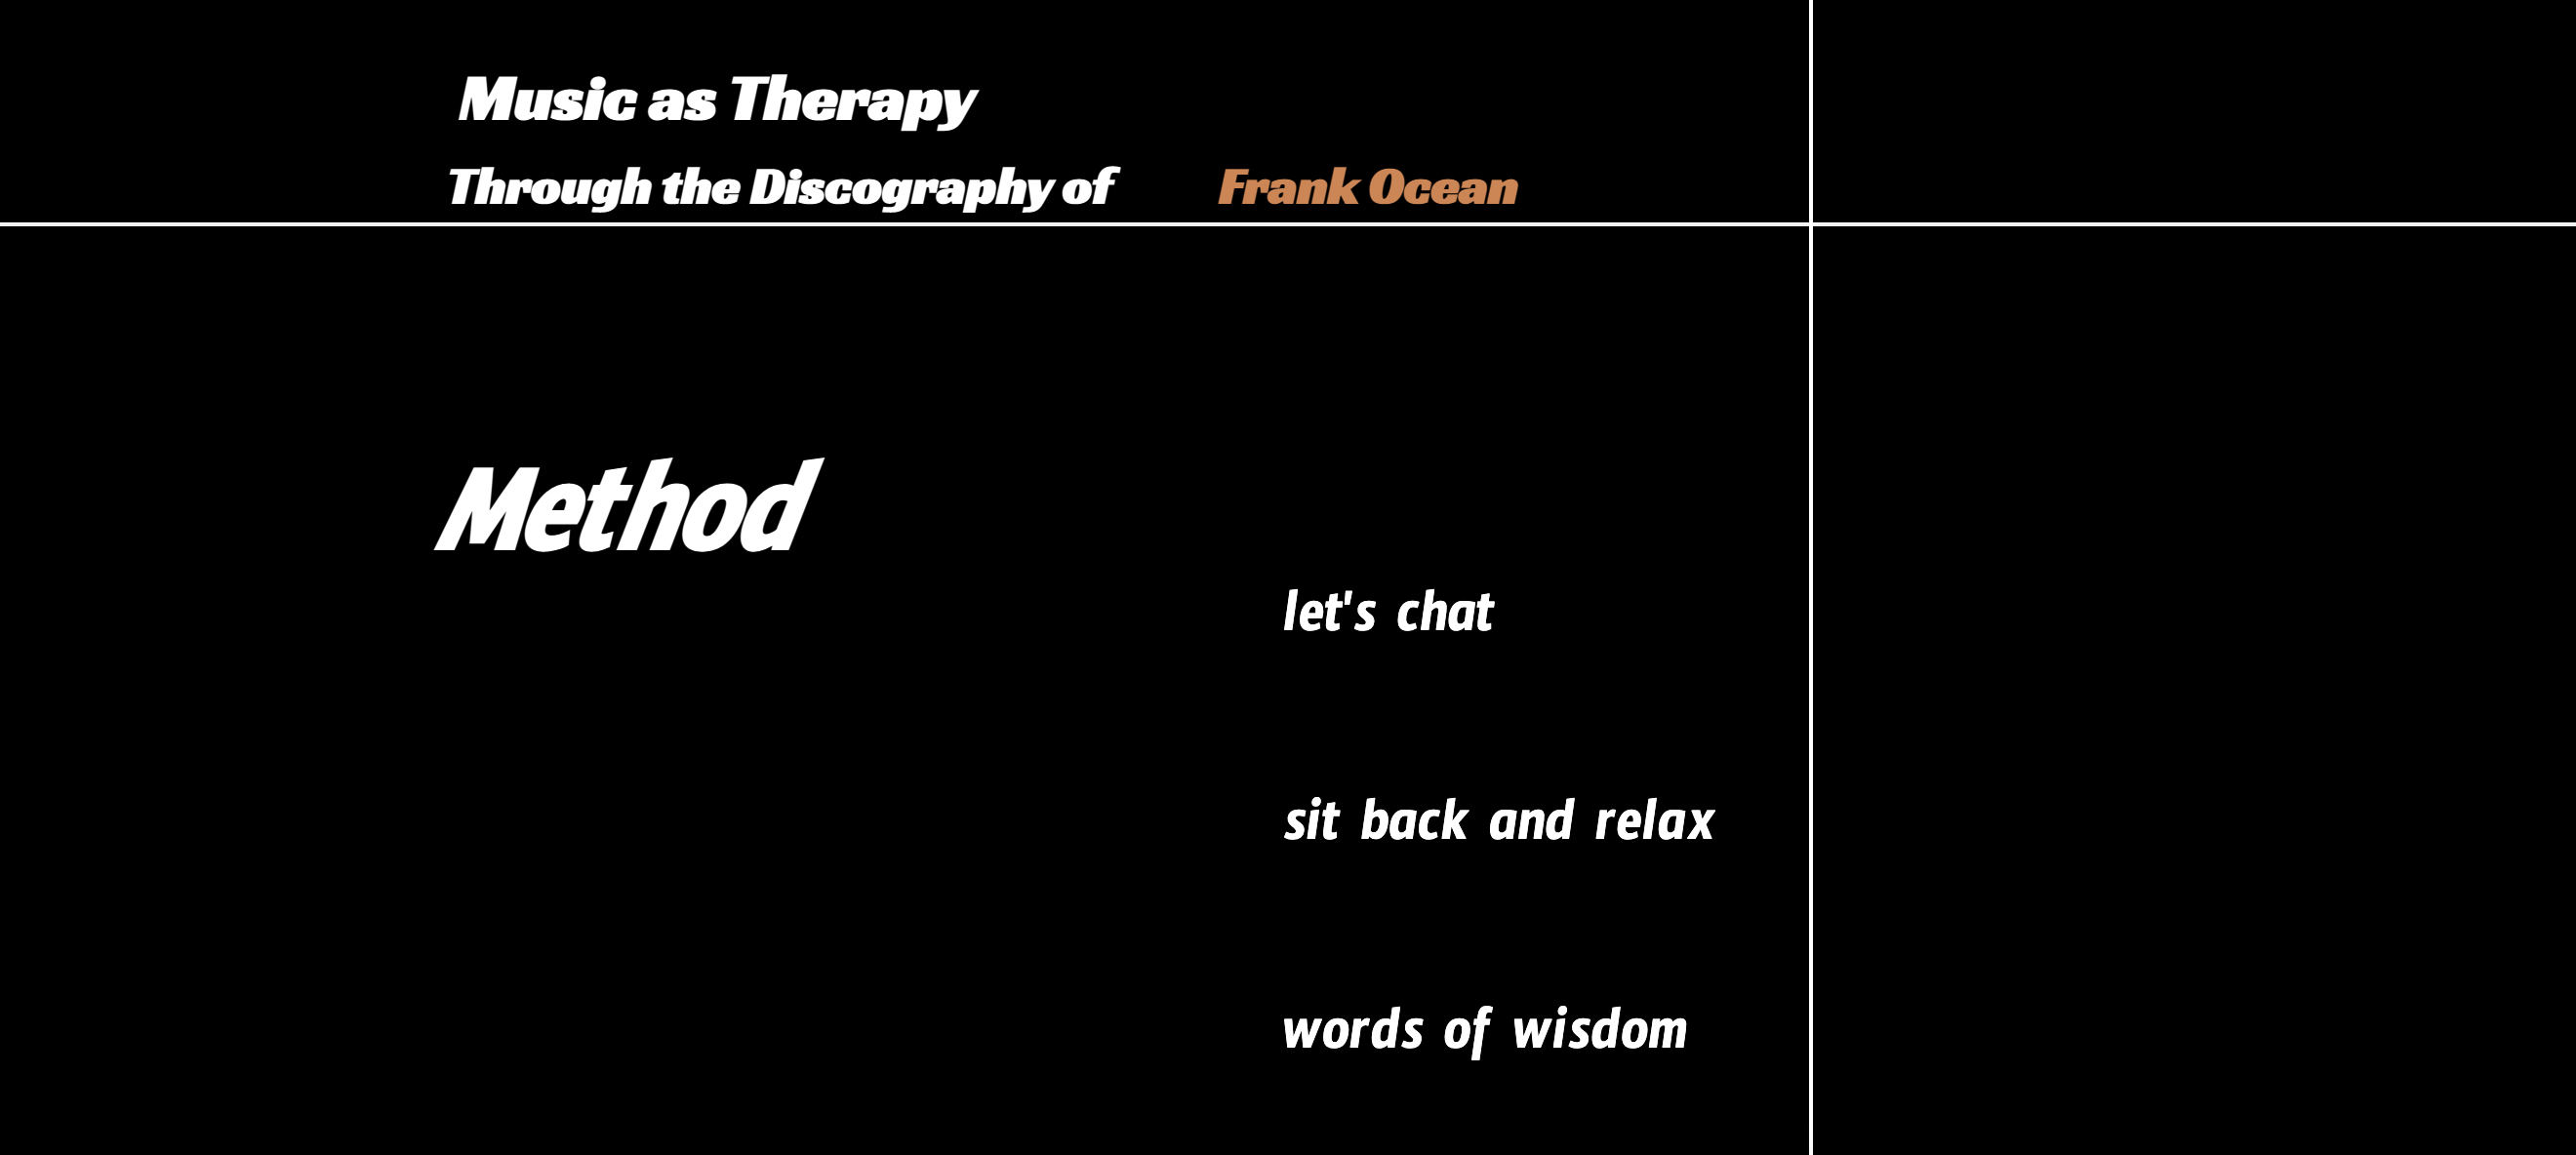 Music as Therapy
Through the Discography of Frank Ocean
Method
let's chat
sit back and relax
words of wisdom